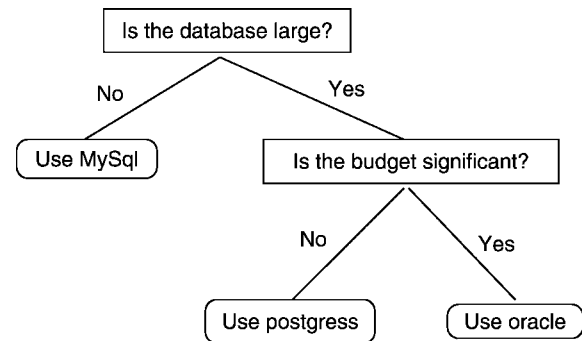 Is the database large?
No
Yes
Use MySql
Is the budget significant?
No
Yes
Use postgress
Use oracle